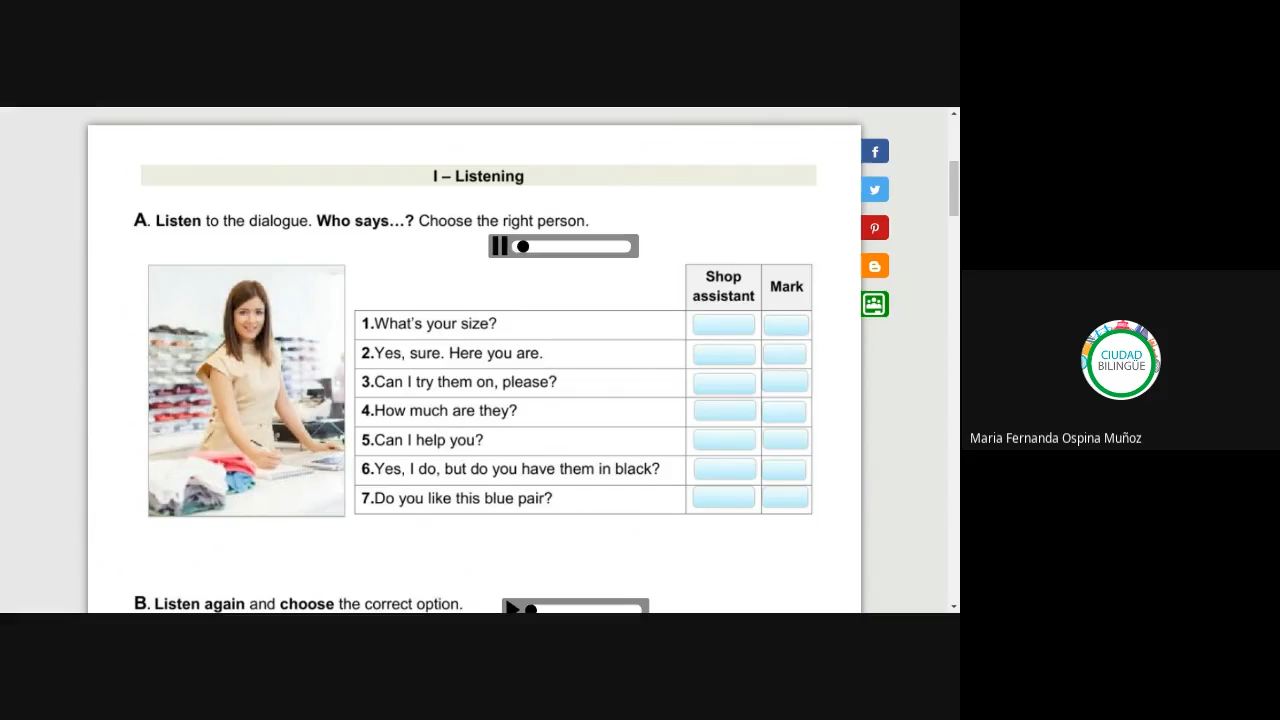 I – Listening
A. Listen to the dialogue. Who says…? Choose the right person.
Shop assistant
Mark
1.What's your size?
2.Yes, sure. Here you are.
3.Can I try them on, please?
4.How much are they?
5.Can I help you?
6.Yes, I do, but do you have them in black?
7.Do you like this blue pair?
B. Listen again and choose the correct option.
CIUDAD
BILINGÜE
Maria Fernanda Ospina Muñoz